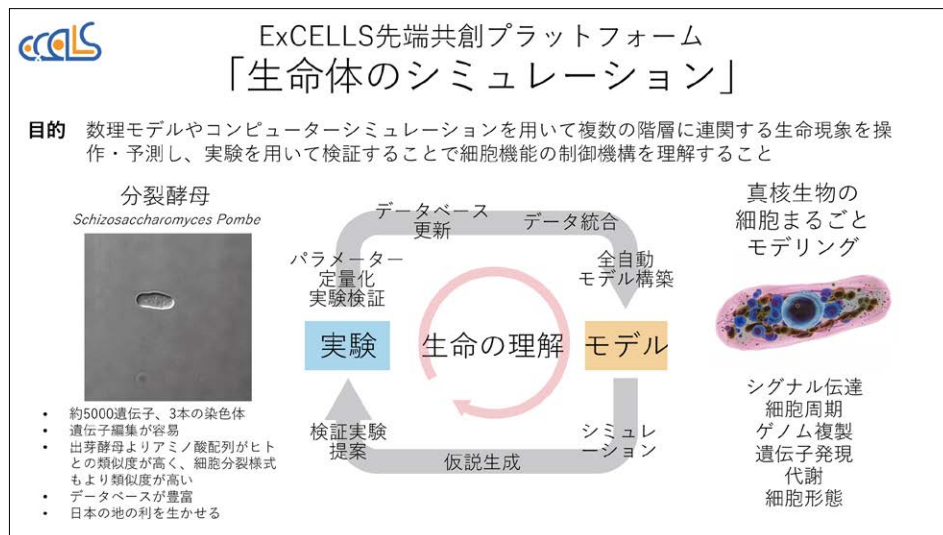 ExCELLS
ExCELLS先端共創プラットフォーム
「生命体のシミュレーション」
目的 数理モデルやコンピューターシミュレーションを用いて複数の階層に連関する生命現象を操
作・予測し、実験を用いて検証することで細胞機能の制御機構を理解すること
分裂酵母
Schizosaccharomyces Pombe
• 約5000遺伝子、3本の染色体
• 遺伝子編集が容易
• 出芽酵母よりアミノ酸配列がヒト
との類似度が高く、細胞分裂様式
もより類似度が高い
• データベースが豊富
• 日本の地の利を生かせる
データベース
更新
データ統合
パラメーター
定量化
実験検証
全自動
モデル構築
実験
生命の理解
モデル
検証実験
提案
仮説生成
シミュレ
ーション
真核生物の
細胞まるごと
モデリング
シグナル伝達
細胞周期
ゲノム複製
遺伝子発現
代謝
細胞形態